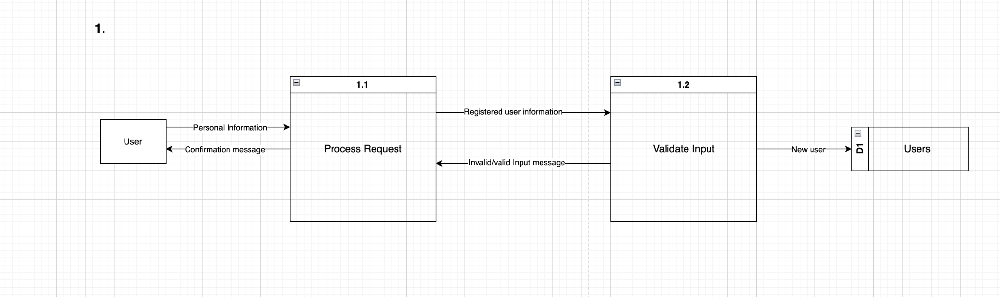 1.
1.1
1.2
Registered user information
Personal Information
User
Process Request
Validate Input
Confirmation message
New user
D1
Users
Invalid/valid Input message